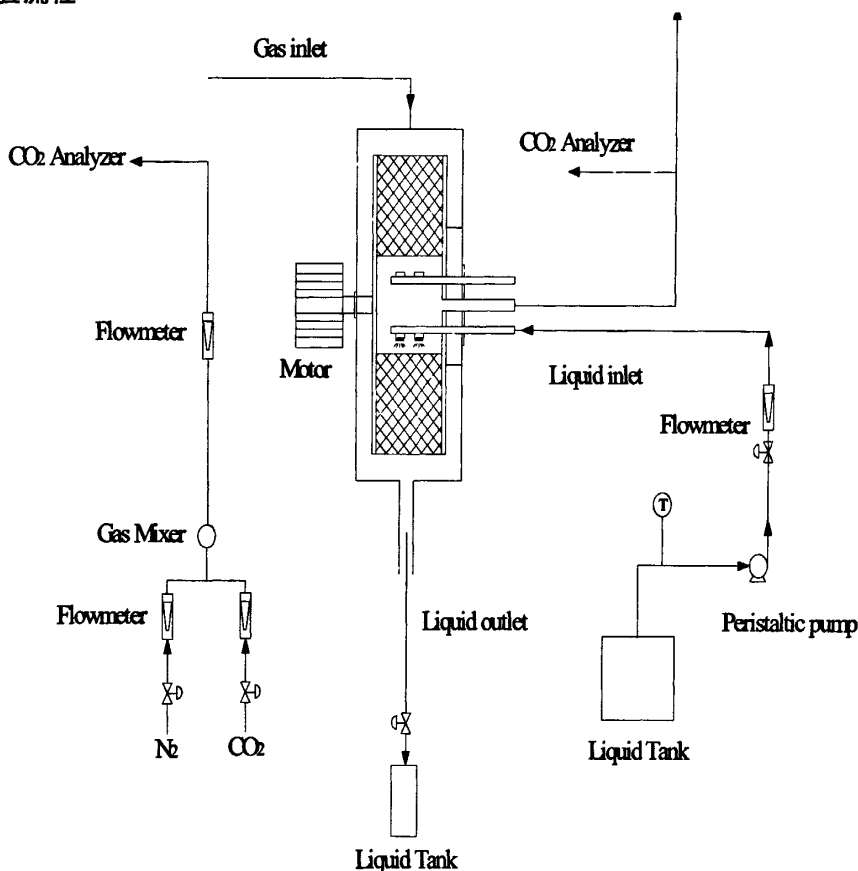 Gas inlet
CO2 Analyzer
CO2 Analyzer
Flowmeter
Motor
Liquid inlet
Flowmeter
T
Gas Mixer
Flowmeter
Liquid outlet
Peristaltic pump
N2
CO2
Liquid Tank
Liquid Tank